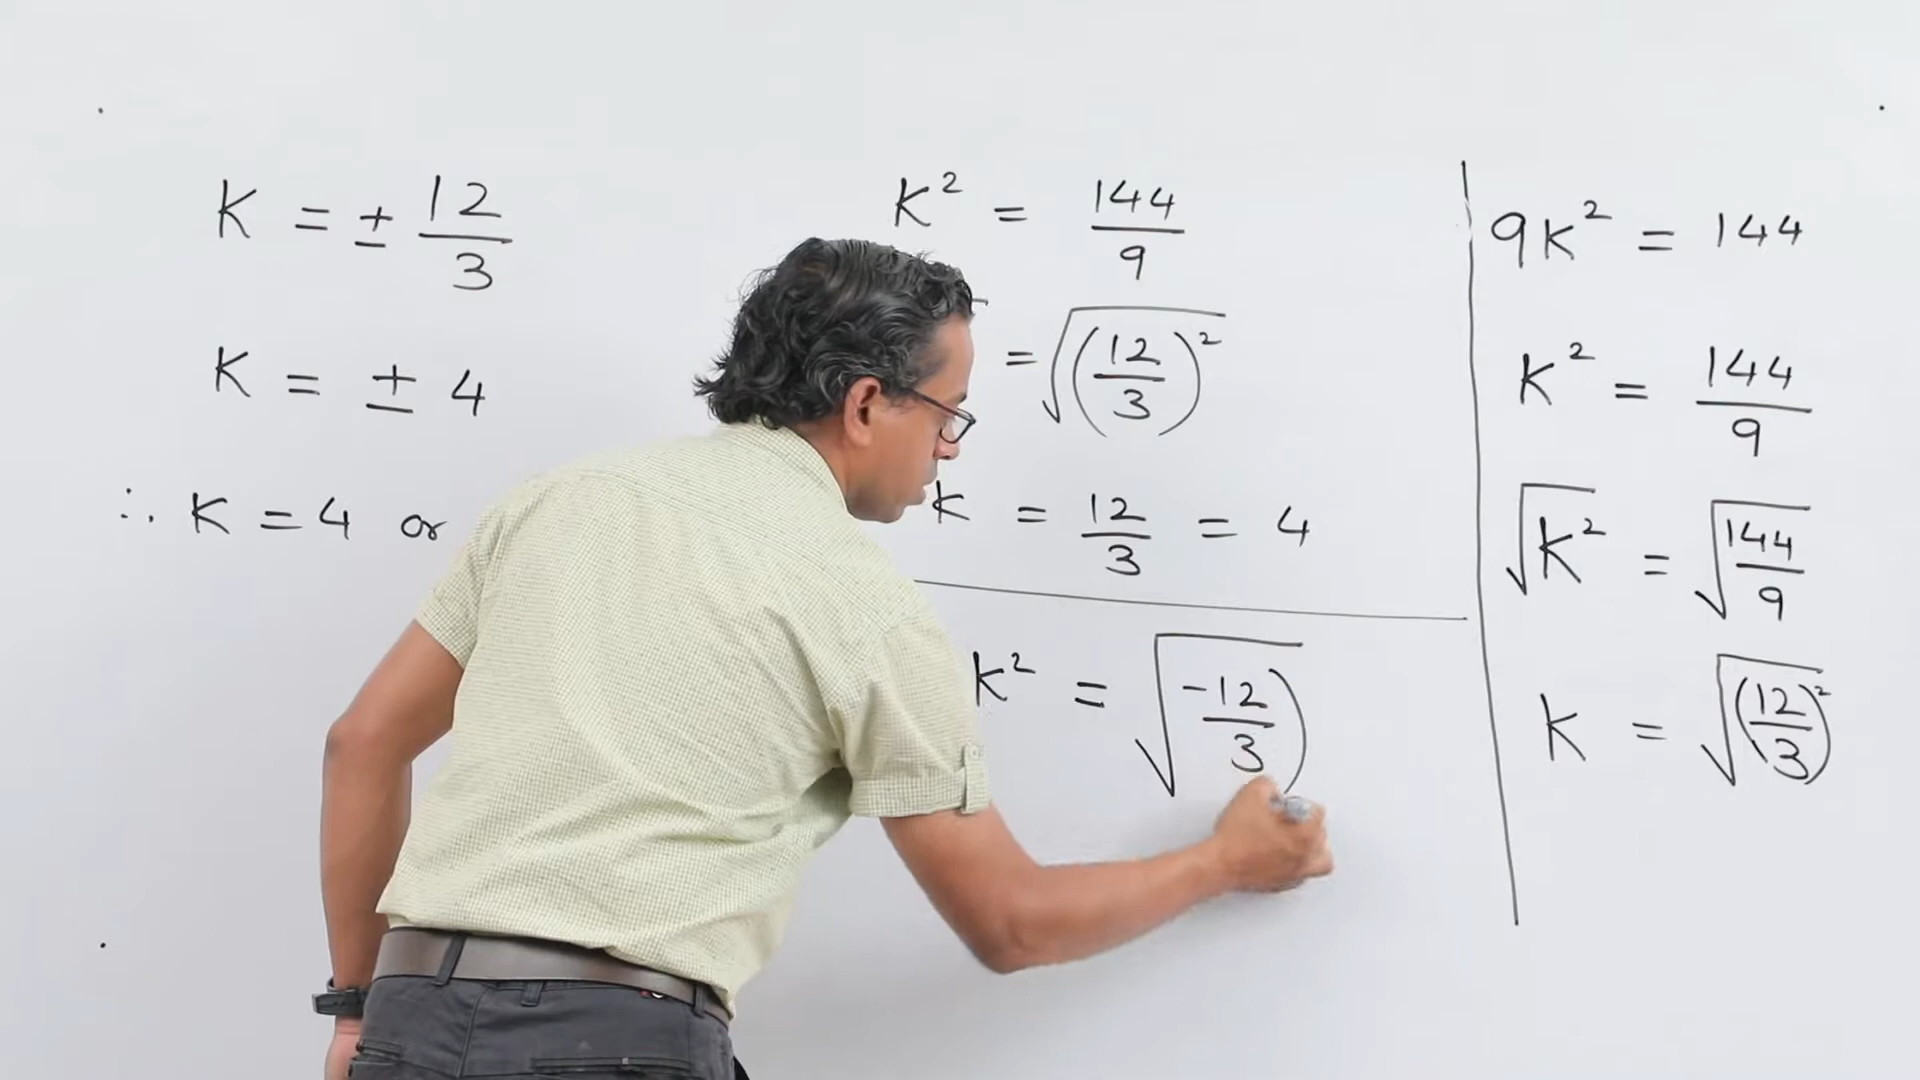 K = ± 12/3
K = ± 4
∴ K = 4 or
K² = 144/9
= √(12/3)²
K = 12/3 = 4
K² = √-12/3)
9K² = 144
K² = 144/9
√K² = √144/9
K = √(12/3)²